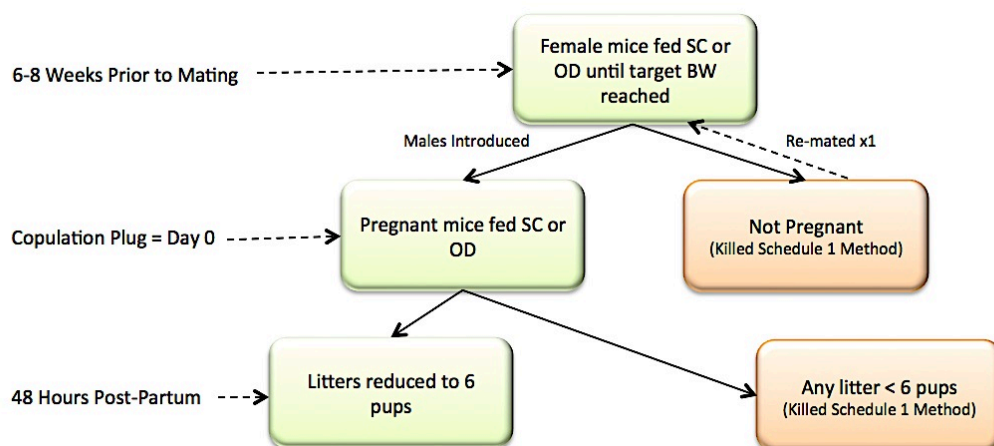 Female mice fed SC or
OD until target BW
reached
6-8 Weeks Prior to Mating
Males Introduced
Re-mated x1
Pregnant mice fed SC or
OD
Not Pregnant
(Killed Schedule 1 Method)
Copulation Plug = Day 0
Litters reduced to 6
pups
Any litter < 6 pups
(Killed Schedule 1 Method)
48 Hours Post-Partum